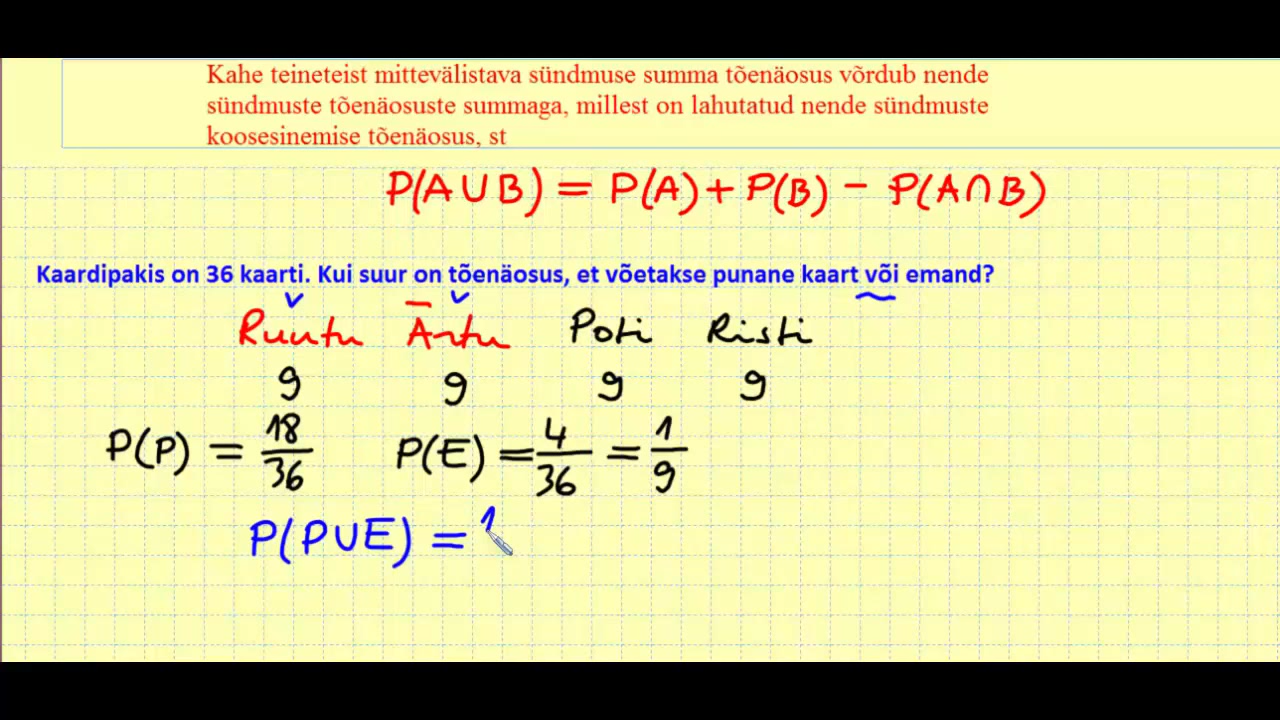 Kahe teineteist mittevälistava sündmuse summa tõenäosus võrdub nende
sündmuste tõenäosuste summaga, millest on lahutatud nende sündmuste
koosesinemise tõenäosus, st
P(A∪B) = P(A) + P(B) - P(A∩B)
Kaardipakis on 36 kaarti. Kui suur on tõenäosus, et võetakse punane kaart või emand?
Ruutu Ärtu Poti Risti
9 9 9 9
P(P) = 18/36 P(E) = 4/36 = 1/9
P(P∪E) = 1